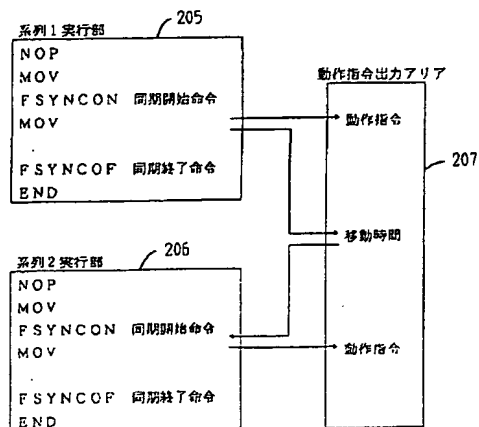 系列1実行部
205
NOP
MOV
FSYNCON 同期開始命令
MOV
.
FSYNCOF 同期終了命令
END
動作指令出力アリア
動作指令
207
移動時間
動作指令
系列2実行部
206
NOP
MOV
FSYNCON 同期開始命令
MOV
.
FSYNCOF 同期終了命令
END